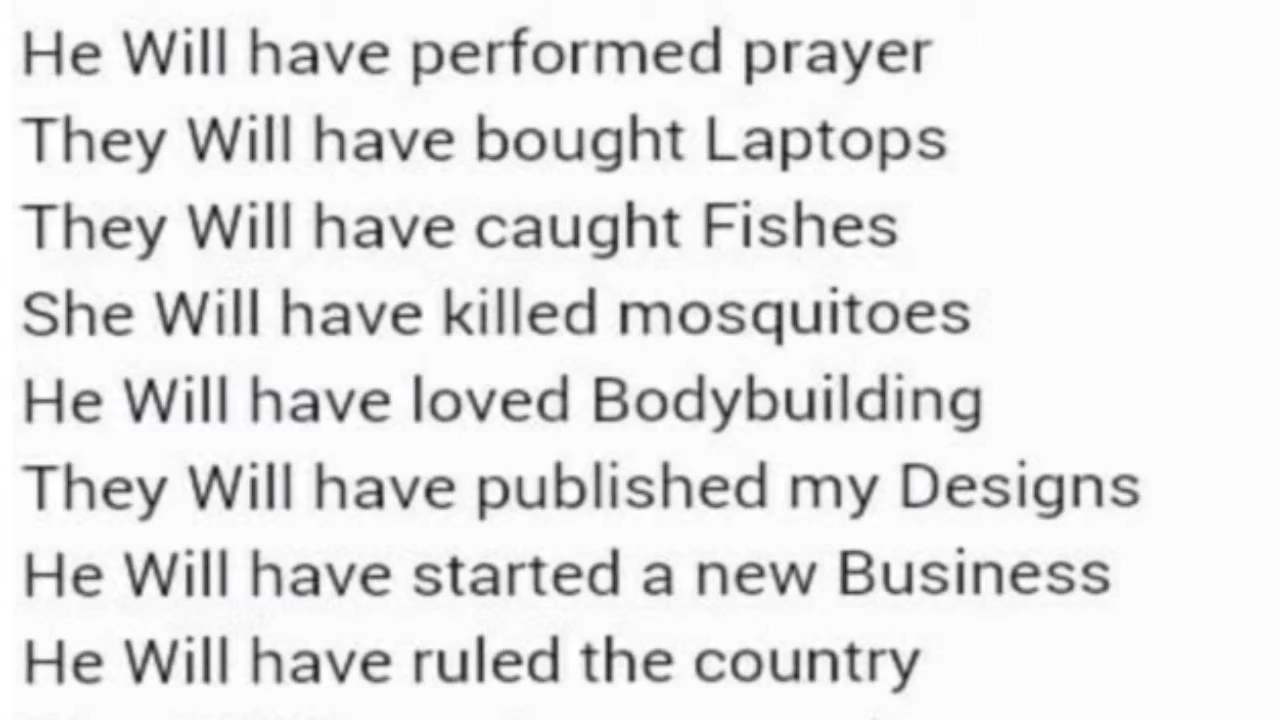 He Will have performed prayer
They Will have bought Laptops
They Will have caught Fishes
She Will have killed mosquitoes
He Will have loved Bodybuilding
They Will have published my Designs
He Will have started a new Business
He Will have ruled the country